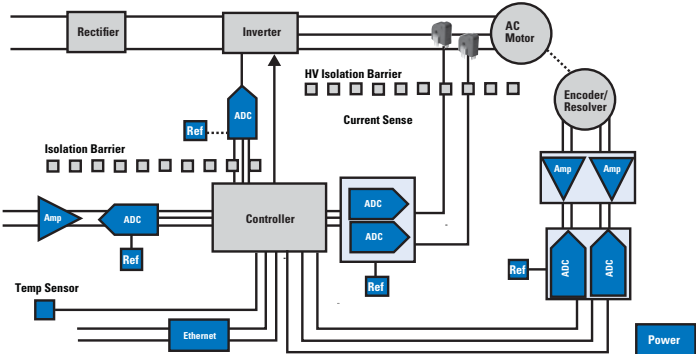 Rectifier
Inverter
AC
Motor
HV Isolation Barrier
Encoder/
Resolver
ADC
Ref
Current Sense
Isolation Barrier
Amp
Amp
Amp
ADC
Controller
ADC
ADC
Ref
Ref
Ref
ADC
ADC
Temp Sensor
Ethernet
Power